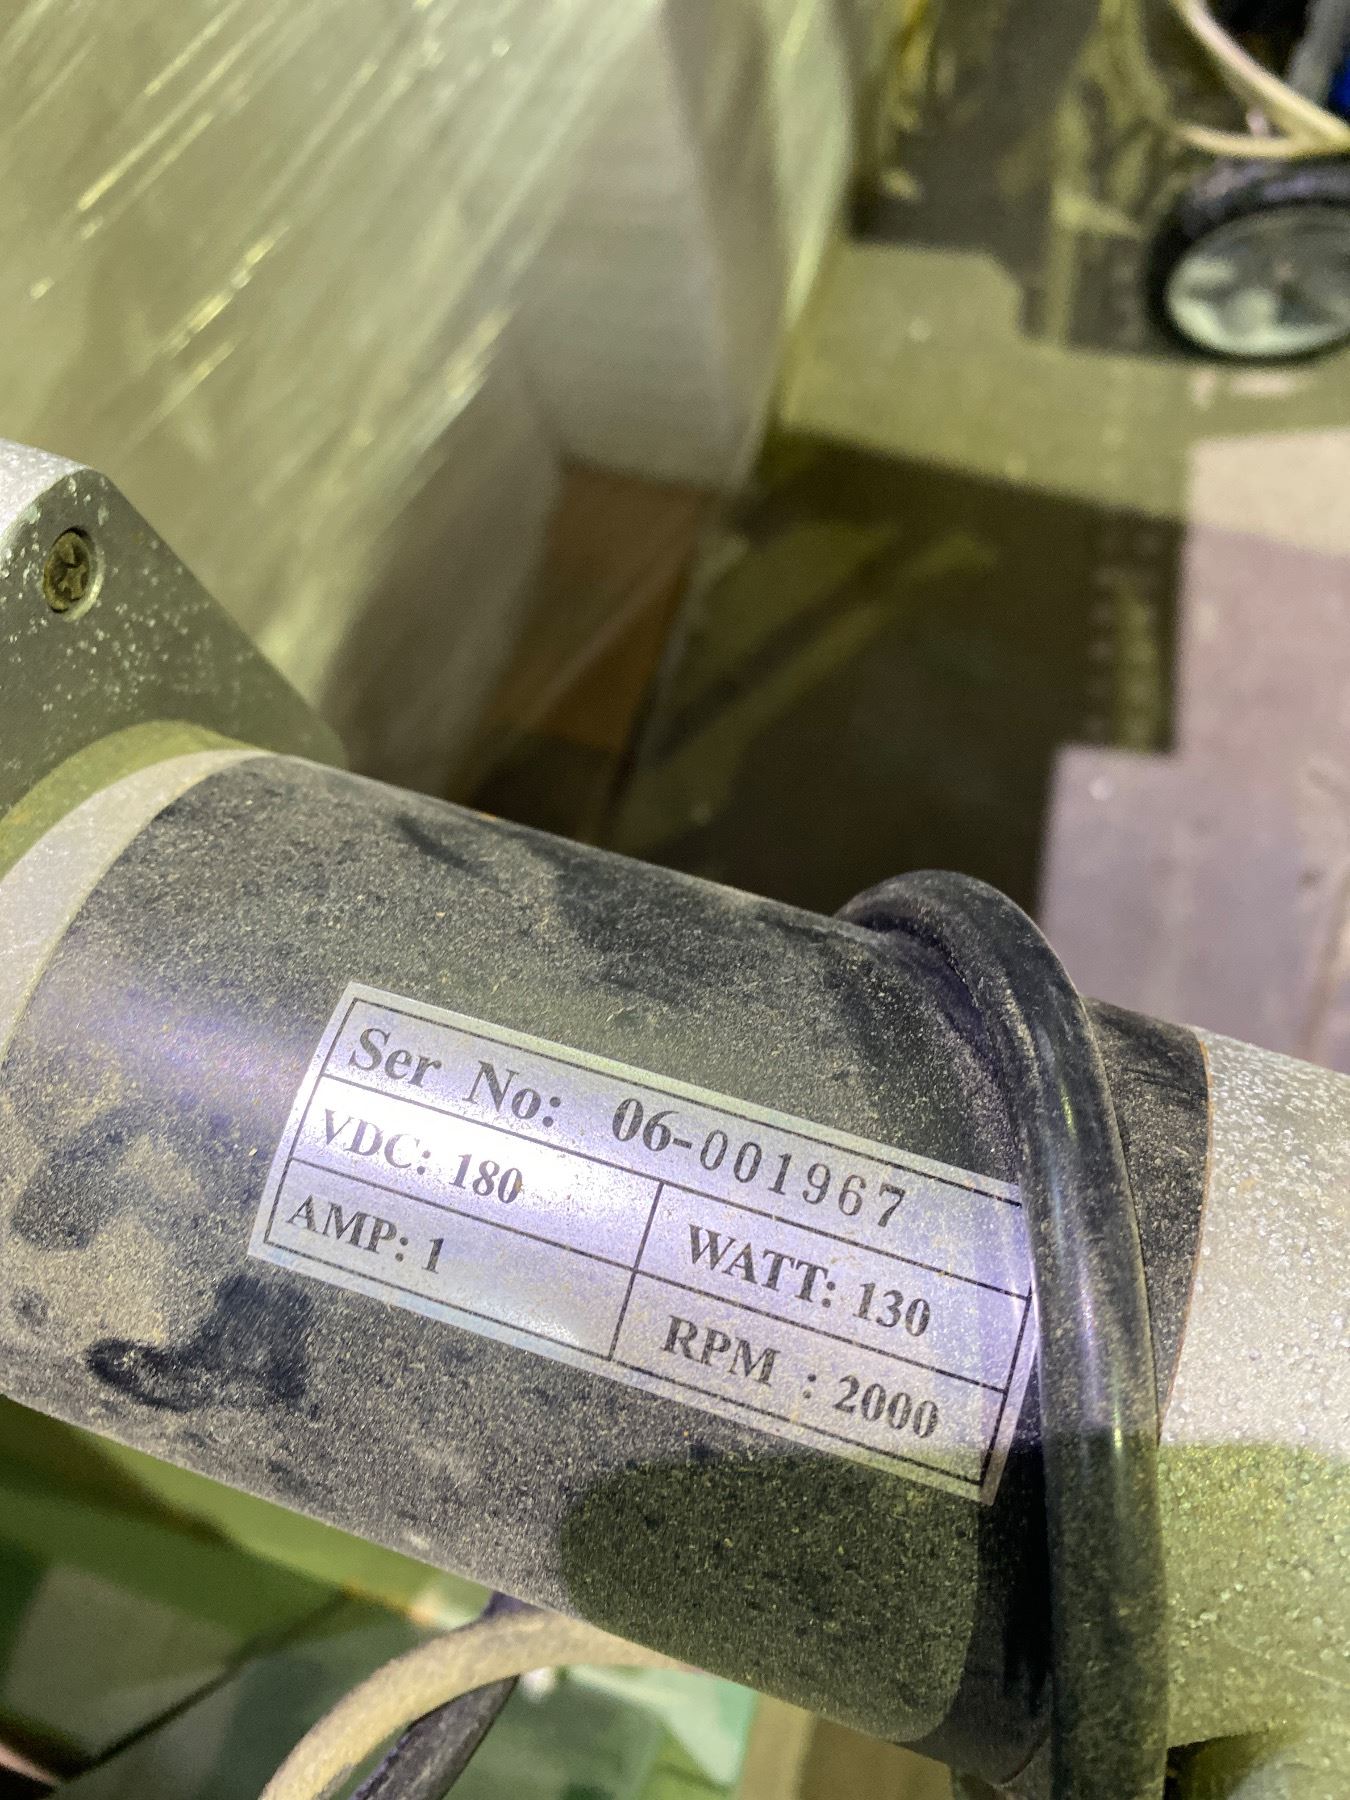 Ser No: 06-001967
VDC: 180
WATT: 130
AMP: 1
RPM : 2000